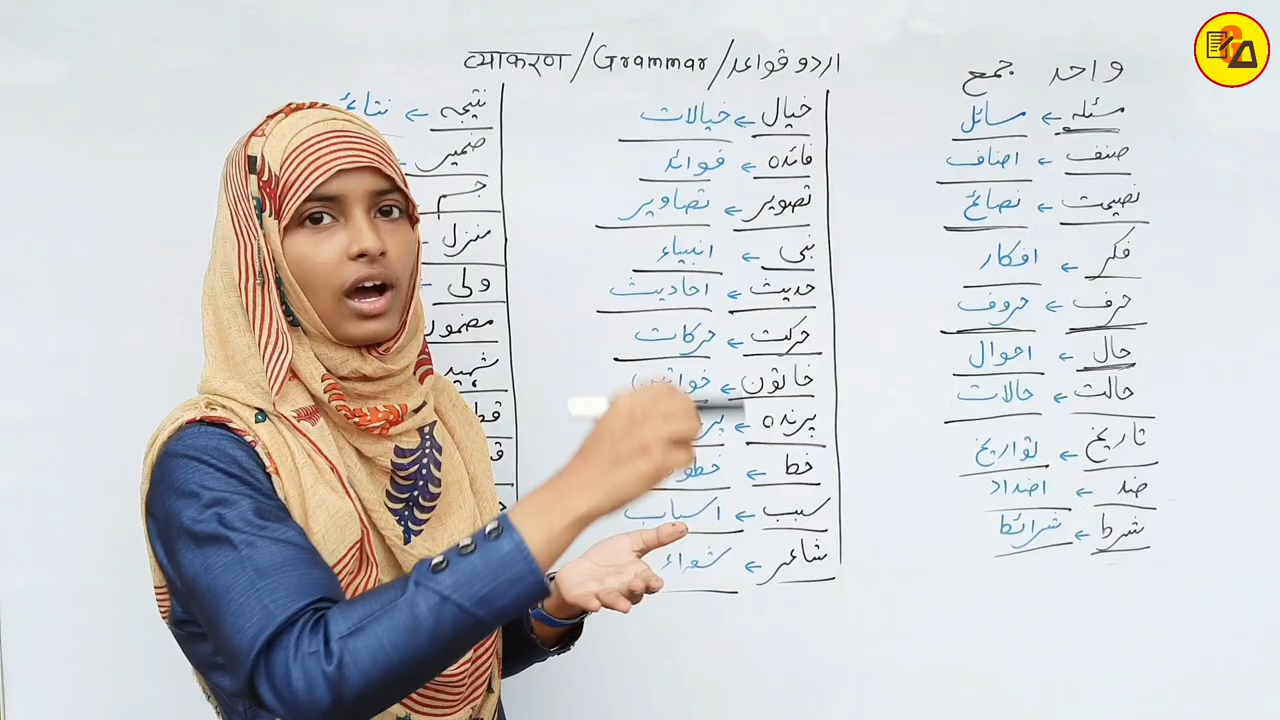 व्याकरण / Grammar / اردو قواعد
واحد جمع
مسئلہ ← مسائل
صنف ← اصناف
نصیحت ← نصائح
فکر ← افکار
حرف ← حروف
حال ← احوال
حالت ← حالات
تاریخ ← تواریخ
ضد ← اضداد
شرط ← شرائط
خیال ← خیالات
فائدہ ← فوائد
تصویر ← تصاویر
نبی ← انبیاء
حدیث ← احادیث
حرکت ← حرکات
خاتون ← خواتین
پرندہ ←
خط ←
سبب ← اسباب
شاعر ← شعراء
نتیجہ ←
ضمیر ←
جسم
منزل ←
ولی ←
شہید